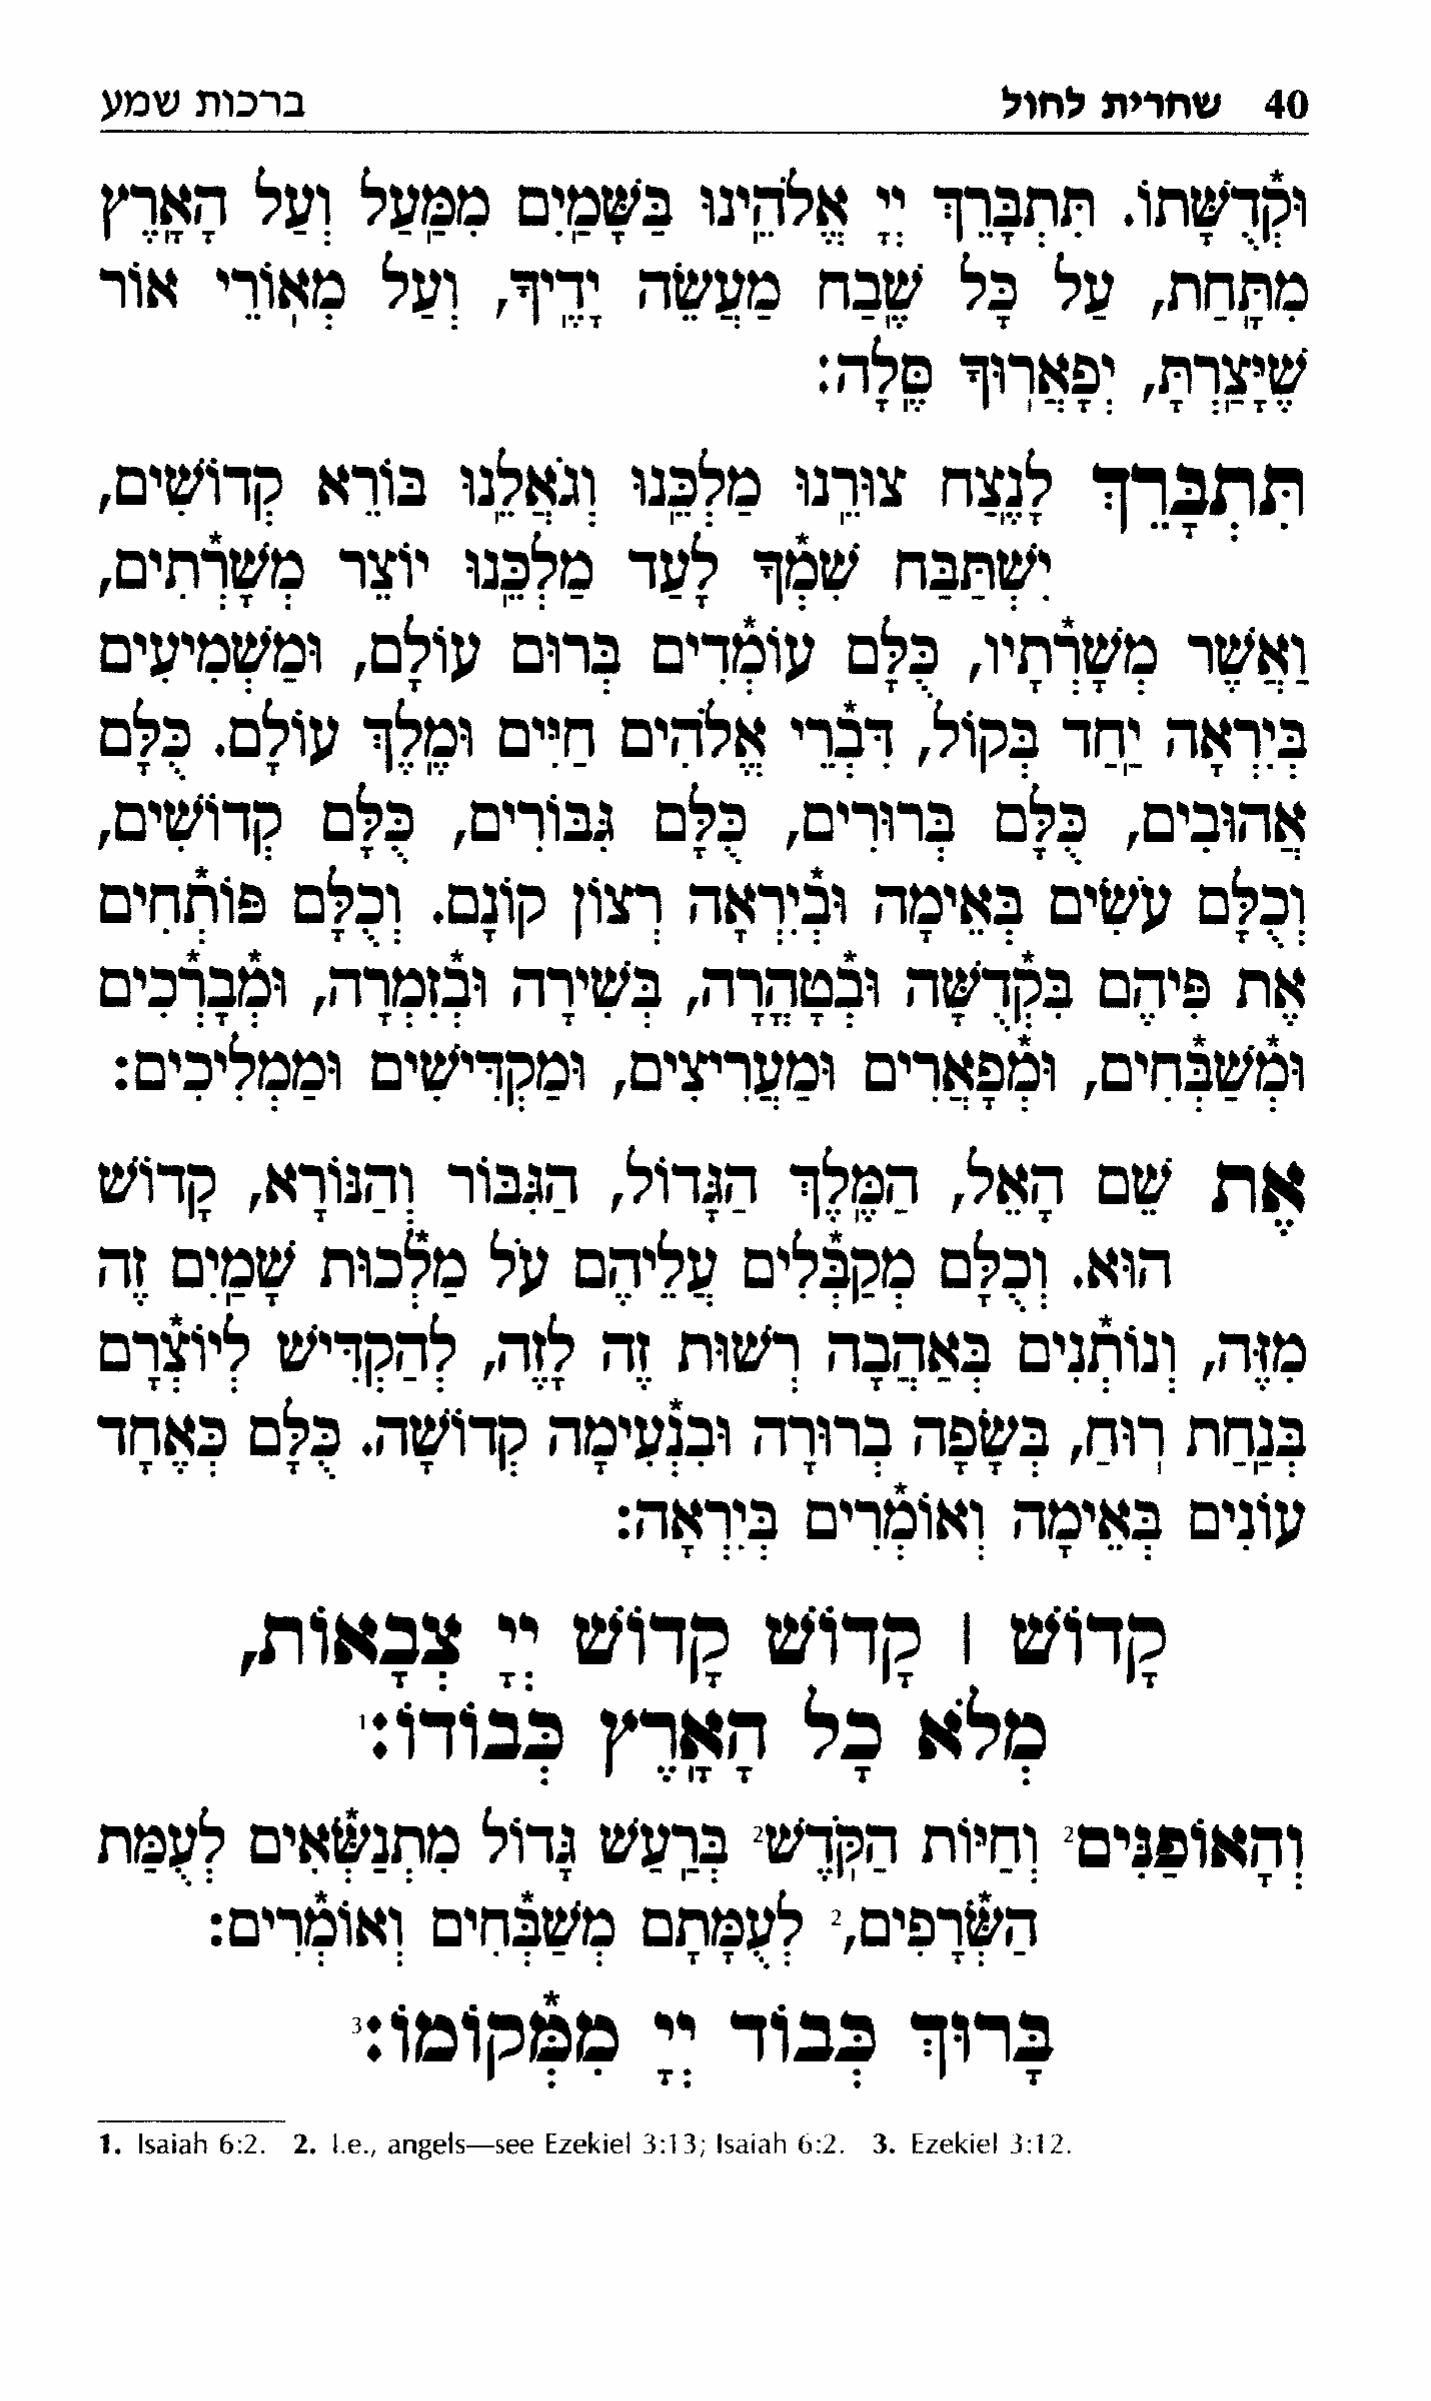 40 שחרית לחול ברכות שמע
וּקְדֻשָּׁתוֹ. תִּתְבָּרֵךְ יְיָ אֱלֹהֵינוּ בַּשָּׁמַיִם מִמַּעַל וְעַל הָאָרֶץ
מִתָּחַת, עַל כָּל שֶׁבַח מַעֲשֵׂה יָדֶיךָ, וְעַל מְאוֹרֵי אוֹר
שֶׁיָּצַרְתָּ, יְפָאֲרוּךָ סֶּלָה:
תִּתְבָּרֵךְ לָנֶצַח צוּרֵנוּ מַלְכֵּנוּ וְגֹאֲלֵנוּ בּוֹרֵא קְדוֹשִׁים,
יִשְׁתַּבַּח שִׁמְךָ לָעַד מַלְכֵּנוּ יוֹצֵר מְשָׁרְתִים,
וַאֲשֶׁר מְשָׁרְתָיו, כֻּלָּם עוֹמְדִים בְּרוּם עוֹלָם, וּמַשְׁמִיעִים
בְּיִרְאָה יַחַד בְּקוֹל, דִּבְרֵי אֱלֹהִים חַיִּים וּמֶלֶךְ עוֹלָם. כֻּלָּם
אֲהוּבִים, כֻּלָּם בְּרוּרִים, כֻּלָּם גִּבּוֹרִים, כֻּלָּם קְדוֹשִׁים,
וְכֻלָּם עֹשִׂים בְּאֵימָה וּבְיִרְאָה רְצוֹן קוֹנָם. וְכֻלָּם פּוֹתְחִים
אֶת פִּיהֶם בִּקְדֻשָּׁה וּבְטָהֳרָה, בְּשִׁירָה וּבְזִמְרָה, וּמְבָרְכִים
וּמְשַׁבְּחִים, וּמְפָאֲרִים וּמַעֲרִיצִים, וּמַקְדִּישִׁים וּמַמְלִיכִים:
אֶת שֵׁם הָאֵל, הַמֶּלֶךְ הַגָּדוֹל, הַגִּבּוֹר וְהַנּוֹרָא, קָדוֹשׁ
הוּא. וְכֻלָּם מְקַבְּלִים עֲלֵיהֶם עֹל מַלְכוּת שָׁמַיִם זֶה
מִזֶּה, וְנוֹתְנִים בְּאַהֲבָה רְשׁוּת זֶה לָזֶה, לְהַקְדִּישׁ לְיוֹצְרָם
בְּנַחַת רוּחַ, בְּשָׂפָה בְרוּרָה וּבִנְעִימָה קְדוֹשָׁה. כֻּלָּם כְּאֶחָד
עוֹנִים בְּאֵימָה וְאוֹמְרִים בְּיִרְאָה:
קָדוֹשׁ | קָדוֹשׁ קָדוֹשׁ יְיָ צְבָאוֹת,
מְלֹא כָל הָאָרֶץ כְּבוֹדוֹ:¹
וְהָאוֹפַנִּים² וְחַיּוֹת הַקֹּדֶשׁ² בְּרַעַשׁ גָּדוֹל מִתְנַשְּׂאִים לְעֻמַּת
הַשְּׂרָפִים,² לְעֻמָּתָם מְשַׁבְּחִים וְאוֹמְרִים:
בָּרוּךְ כְּבוֹד יְיָ מִמְּקוֹמוֹ:³
1. Isaiah 6:2. 2. I.e., angels—see Ezekiel 3:13; Isaiah 6:2. 3. Ezekiel 3:12.